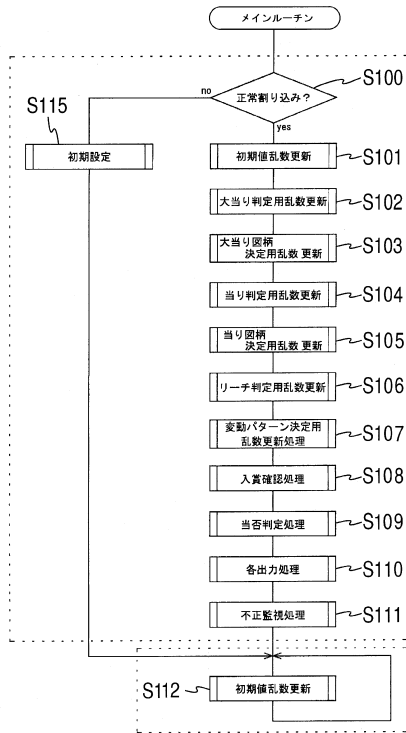 メインルーチン
S100
正常割り込み?
no
yes
S115
初期設定
初期値乱数更新
S101
大当り判定用乱数更新
S102
大当り図柄
決定用乱数 更新
S103
当り判定用乱数更新
S104
当り図柄
決定用乱数 更新
S105
リーチ判定用乱数更新
S106
変動パターン決定用
乱数更新処理
S107
入賞確認処理
S108
当否判定処理
S109
各出力処理
S110
不正監視処理
S111
S112
初期値乱数更新